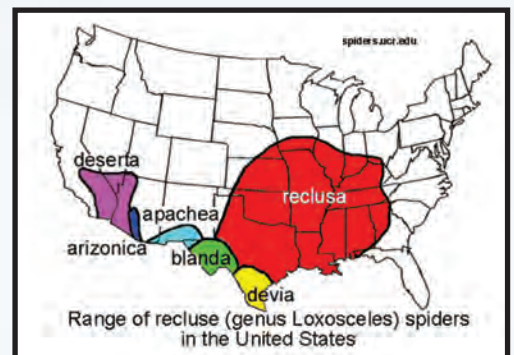 spiders.ucr.edu
deserta
reclusa
apachea
arizonica
blanda
devia
Range of recluse (genus Loxosceles) spiders
in the United States